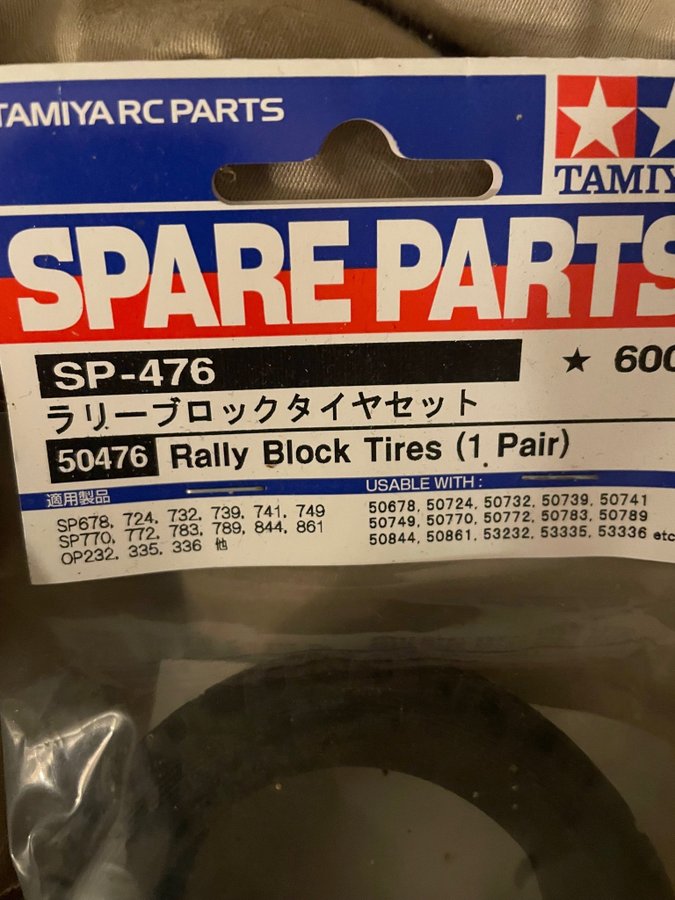 TAMIYA RC PARTS
TAMIY
SPARE PARTS
SP-476
★ 600
ラリーブロックタイヤセット
50476 Rally Block Tires (1 Pair)
適用製品
SP678, 724, 732, 739, 741, 749
SP770, 772, 783, 789, 844, 861
OP232, 335, 336 他
USABLE WITH :
50678, 50724, 50732, 50739, 50741
50749, 50770, 50772, 50783, 50789
50844, 50861, 53232, 53335, 53336 etc